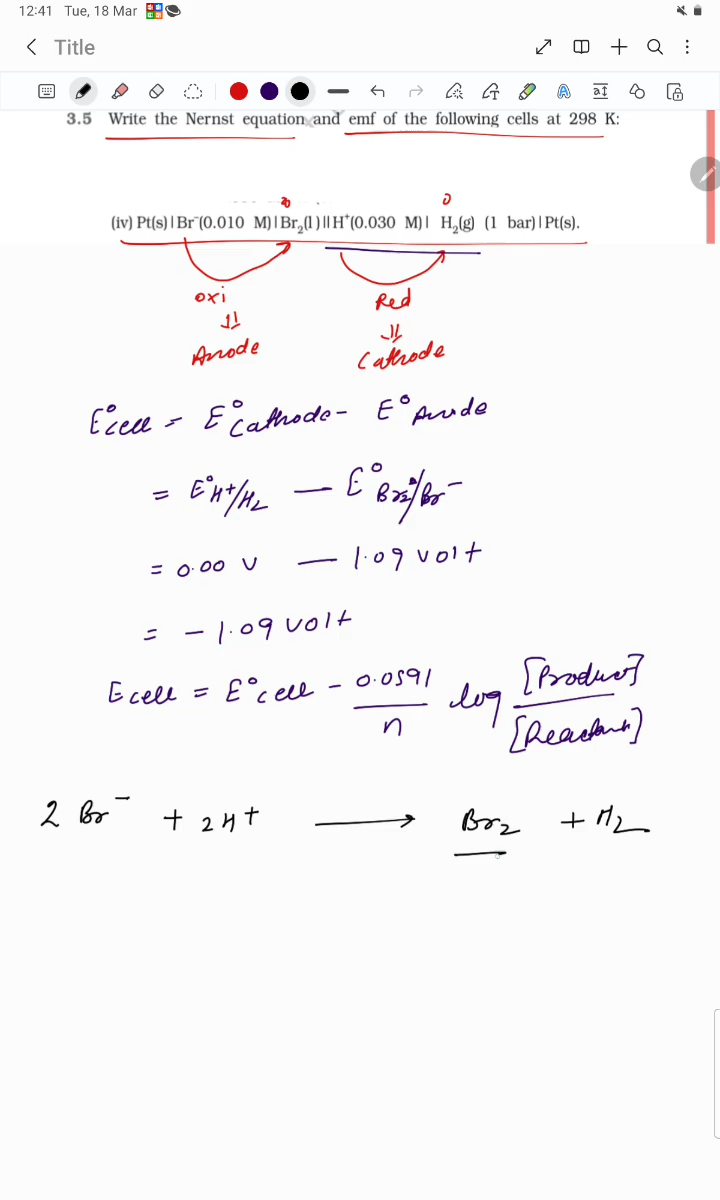 12:41 Tue, 18 Mar
Title
3.5 Write the Nernst equation and emf of the following cells at 298 K:
0 0
(iv) Pt(s)|Br⁻(0.010 M)|Br₂(l)||H⁺(0.030 M)| H₂(g) (1 bar)|Pt(s).
oxi Red
⇓ ⇓
Anode Cathode
E°cell = E°Cathode - E°Anode
= E°H⁺/H₂ — E°Br₂/Br⁻
= 0.00 V — 1.09 volt
= -1.09 volt
Ecell = E°cell - 0.0591/n log [Product]/[Reactant]
2 Br⁻ + 2H⁺ ⟶ Br₂ + H₂